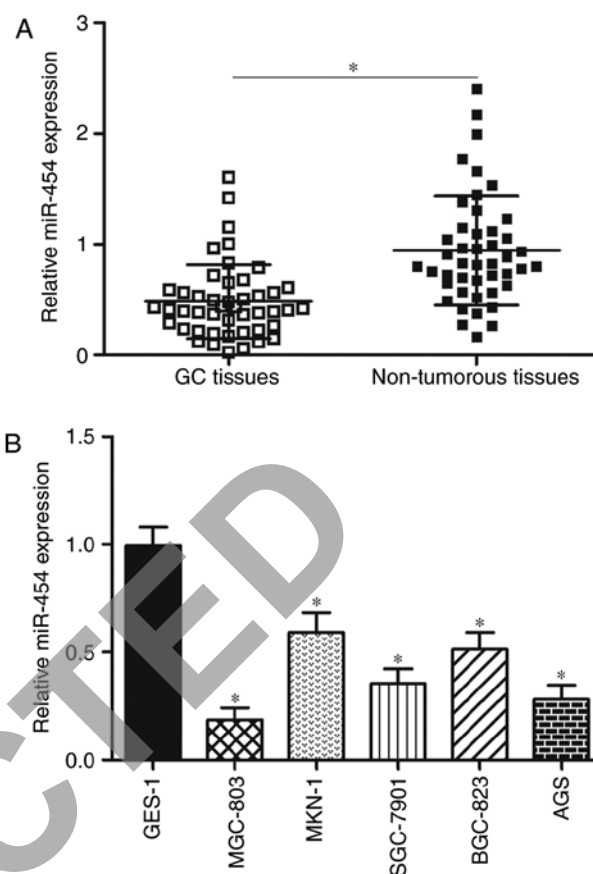 A
Relative miR-454 expression
3
2
1
0
*
GC tissues
Non-tumorous tissues
B
Relative miR-454 expression
1.5
1.0
0.5
0.0
*
*
*
*
*
GES-1
MGC-803
MKN-1
SGC-7901
BGC-823
AGS
CTED